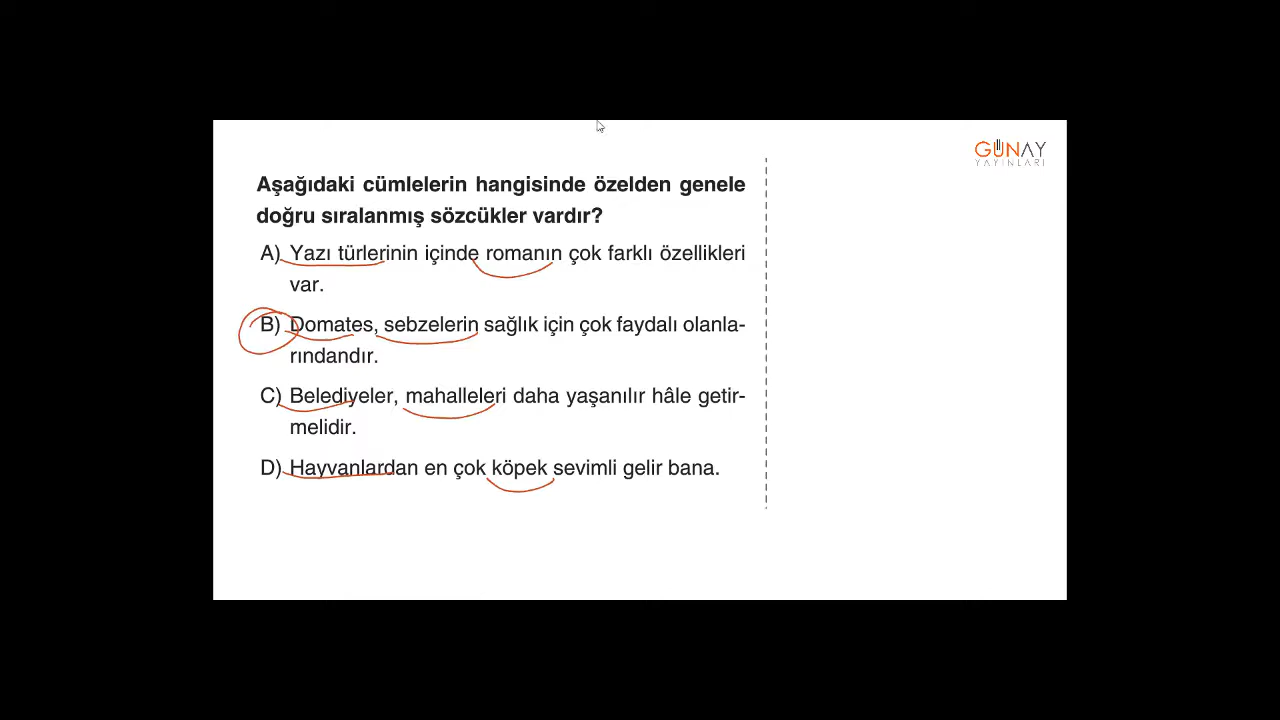 GÜNAY
YAYINLARI
Aşağıdaki cümlelerin hangisinde özelden genele
doğru sıralanmış sözcükler vardır?
A) Yazı türlerinin içinde romanın çok farklı özellikleri
var.
B) Domates, sebzelerin sağlık için çok faydalı olanla-
rındandır.
C) Belediyeler, mahalleleri daha yaşanılır hâle getir-
melidir.
D) Hayvanlardan en çok köpek sevimli gelir bana.